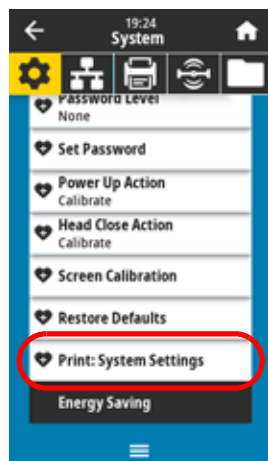 19:24
System
Password Level
None
Set Password
Power Up Action
Calibrate
Head Close Action
Calibrate
Screen Calibration
Restore Defaults
Print: System Settings
Energy Saving